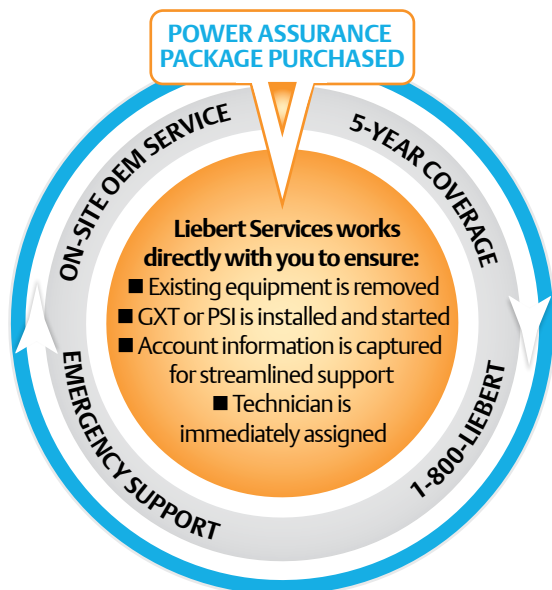 POWER ASSURANCE
PACKAGE PURCHASED
ON-SITE OEM SERVICE
5-YEAR COVERAGE
Liebert Services works
directly with you to ensure:
■ Existing equipment is removed
■ GXT or PSI is installed and started
■ Account information is captured
for streamlined support
■ Technician is
immediately assigned
EMERGENCY SUPPORT
1-800-LIEBERT